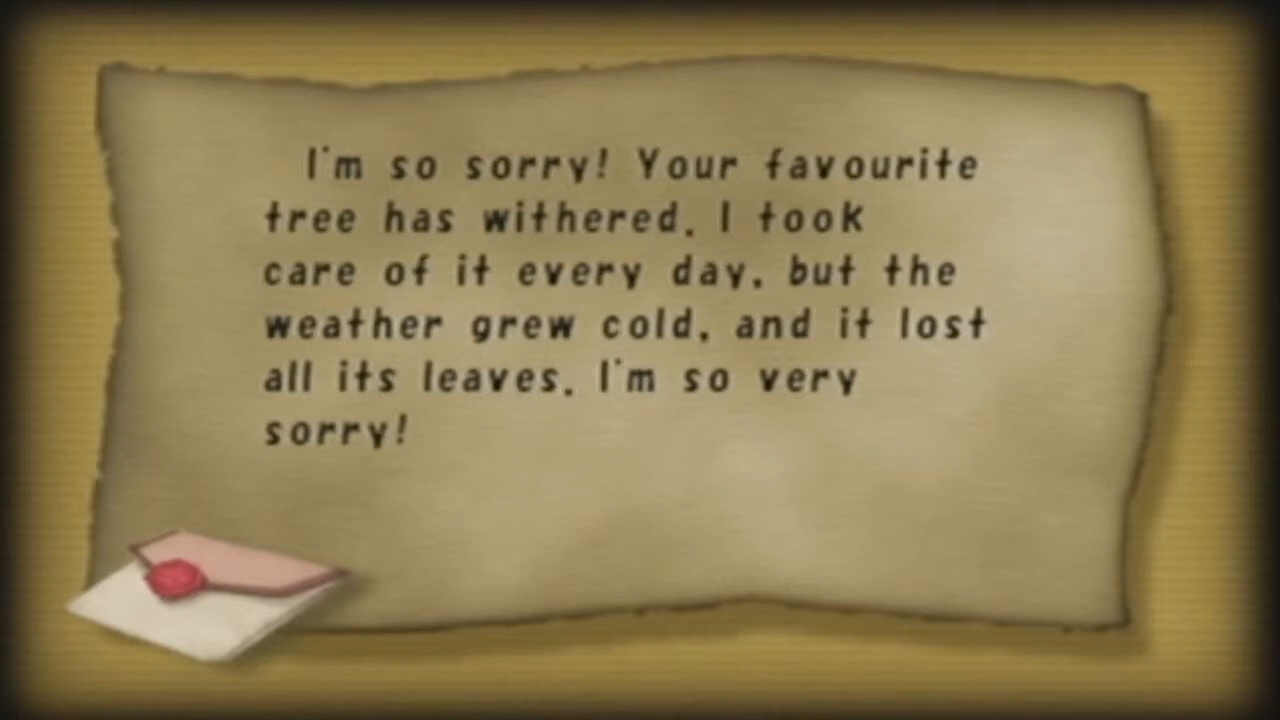 I'm so sorry! Your favourite
tree has withered. I took
care of it every day, but the
weather grew cold, and it lost
all its leaves. I'm so very
sorry!